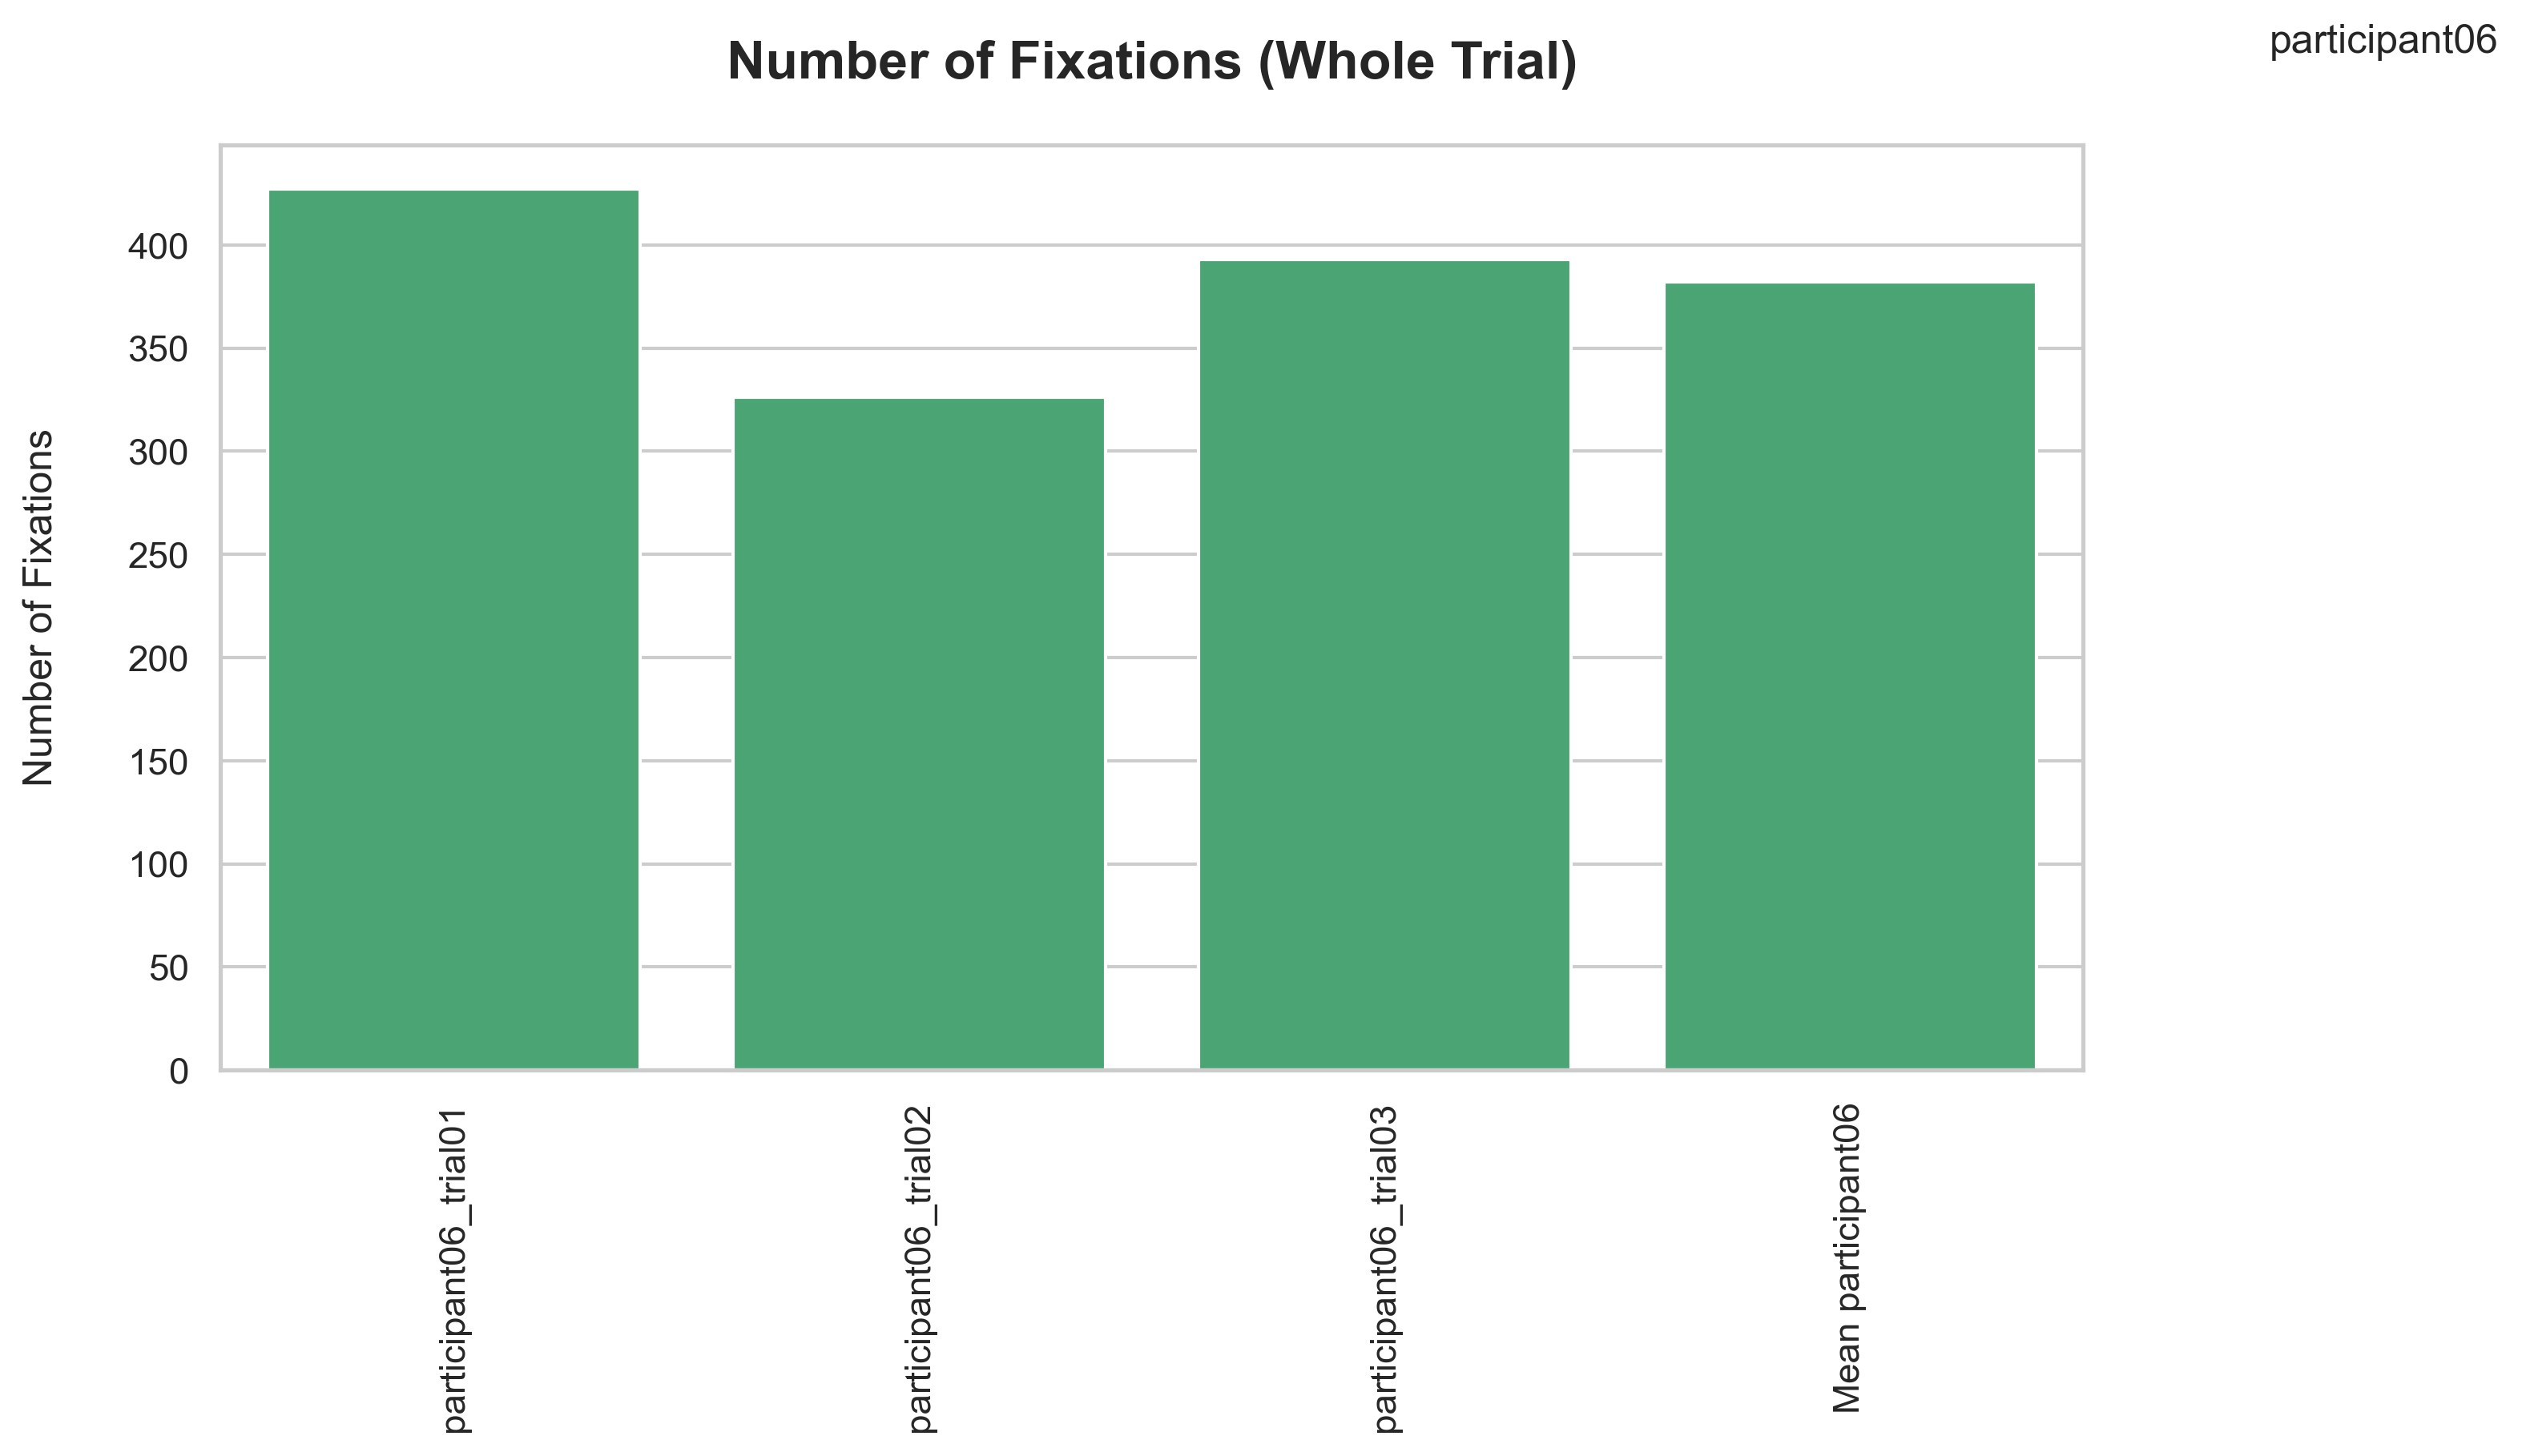 participant06
Number of Fixations (Whole Trial)
Number of Fixations
400
350
300
250
200
150
100
50
0
participant06_trial01
participant06_trial02
participant06_trial03
Mean participant06